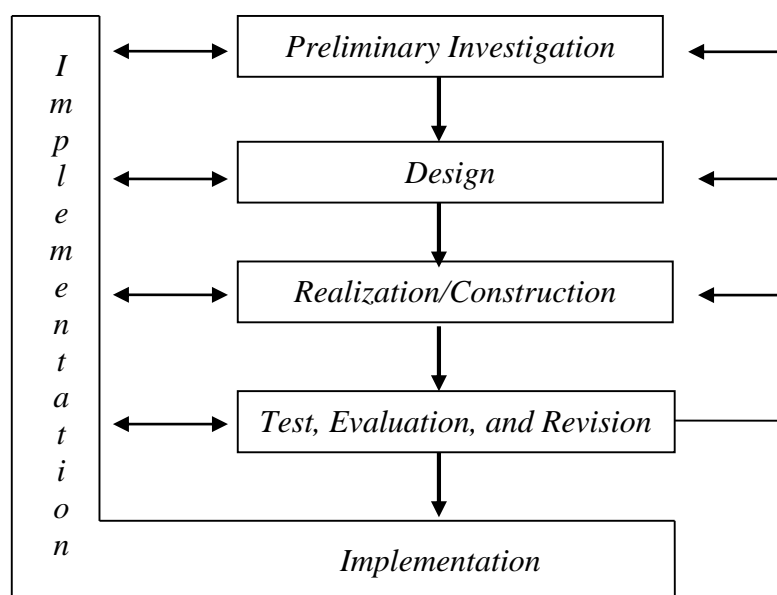 Implementation
Preliminary Investigation
Design
Realization/Construction
Test, Evaluation, and Revision
Implementation